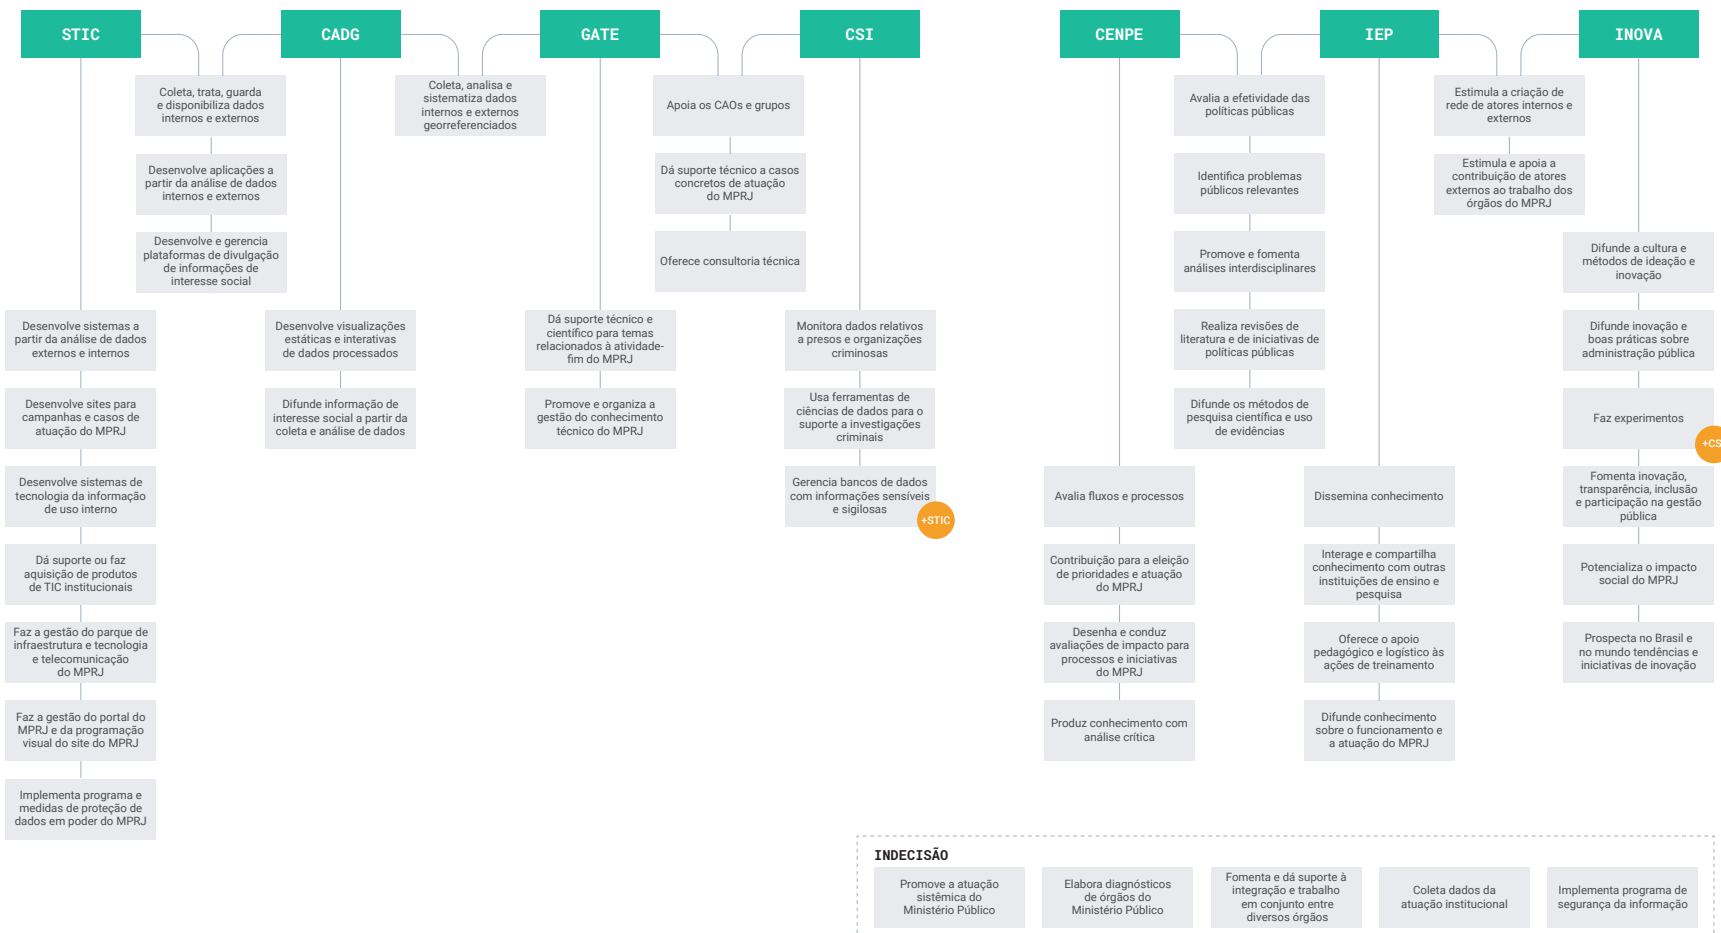 STIC
CADG
GATE
CSI
CENPE
IEP
INOVA
Coleta, trata, guarda
e disponibiliza dados
internos e externos
Desenvolve aplicações a
partir da análise de dados
internos e externos
Desenvolve e gerencia
plataformas de divulgação
de informações de
interesse social
Coleta, analisa e
sistematiza dados
internos e externos
georreferenciados
Apoia os CAOs e grupos
Dá suporte técnico a casos
concretos de atuação
do MPRJ
Oferece consultoria técnica
Avalia a efetividade das
políticas públicas
Identifica problemas
públicos relevantes
Promove e fomenta
análises interdisciplinares
Realiza revisões de
literatura e de iniciativas de
políticas públicas
Difunde os métodos de
pesquisa científica e uso
de evidências
Estimula a criação de
rede de atores internos e
externos
Estimula e apoia a
contribuição de atores
externos ao trabalho dos
órgãos do MPRJ
Desenvolve sistemas a
partir da análise de dados
externos e internos
Desenvolve sites para
campanhas e casos de
atuação do MPRJ
Desenvolve sistemas de
tecnologia da informação
de uso interno
Dá suporte ou faz
aquisição de produtos
de TIC institucionais
Faz a gestão do parque de
infraestrutura e tecnologia
e telecomunicação
do MPRJ
Faz a gestão do portal do
MPRJ e da programação
visual do site do MPRJ
Implementa programa e
medidas de proteção de
dados em poder do MPRJ
Desenvolve visualizações
estáticas e interativas
de dados processados
Difunde informação de
interesse social a partir da
coleta e análise de dados
Dá suporte técnico e
científico para temas
relacionados à atividade-
fim do MPRJ
Promove e organiza a
gestão do conhecimento
técnico do MPRJ
Monitora dados relativos
a presos e organizações
criminosas
Usa ferramentas de
ciências de dados para o
suporte a investigações
criminais
Gerencia bancos de dados
com informações sensíveis
e sigilosas
+STIC
Avalia fluxos e processos
Contribuição para a eleição
de prioridades e atuação
do MPRJ
Desenha e conduz
avaliações de impacto para
processos e iniciativas
do MPRJ
Produz conhecimento com
análise crítica
Dissemina conhecimento
Interage e compartilha
conhecimento com outras
instituições de ensino e
pesquisa
Oferece o apoio
pedagógico e logístico às
ações de treinamento
Difunde conhecimento
sobre o funcionamento e
a atuação do MPRJ
Difunde a cultura e
métodos de ideação e
inovação
Difunde inovação e
boas práticas sobre
administração pública
Faz experimentos
+CS
Fomenta inovação,
transparência, inclusão
e participação na gestão
pública
Potencializa o impacto
social do MPRJ
Prospecta no Brasil e
no mundo tendências e
iniciativas de inovação
INDECISÃO
Promove a atuação
sistêmica do
Ministério Público
Elabora diagnósticos
de órgãos do
Ministério Público
Fomenta e dá suporte à
integração e trabalho
em conjunto entre
diversos órgãos
Coleta dados da
atuação institucional
Implementa programa de
segurança da informação